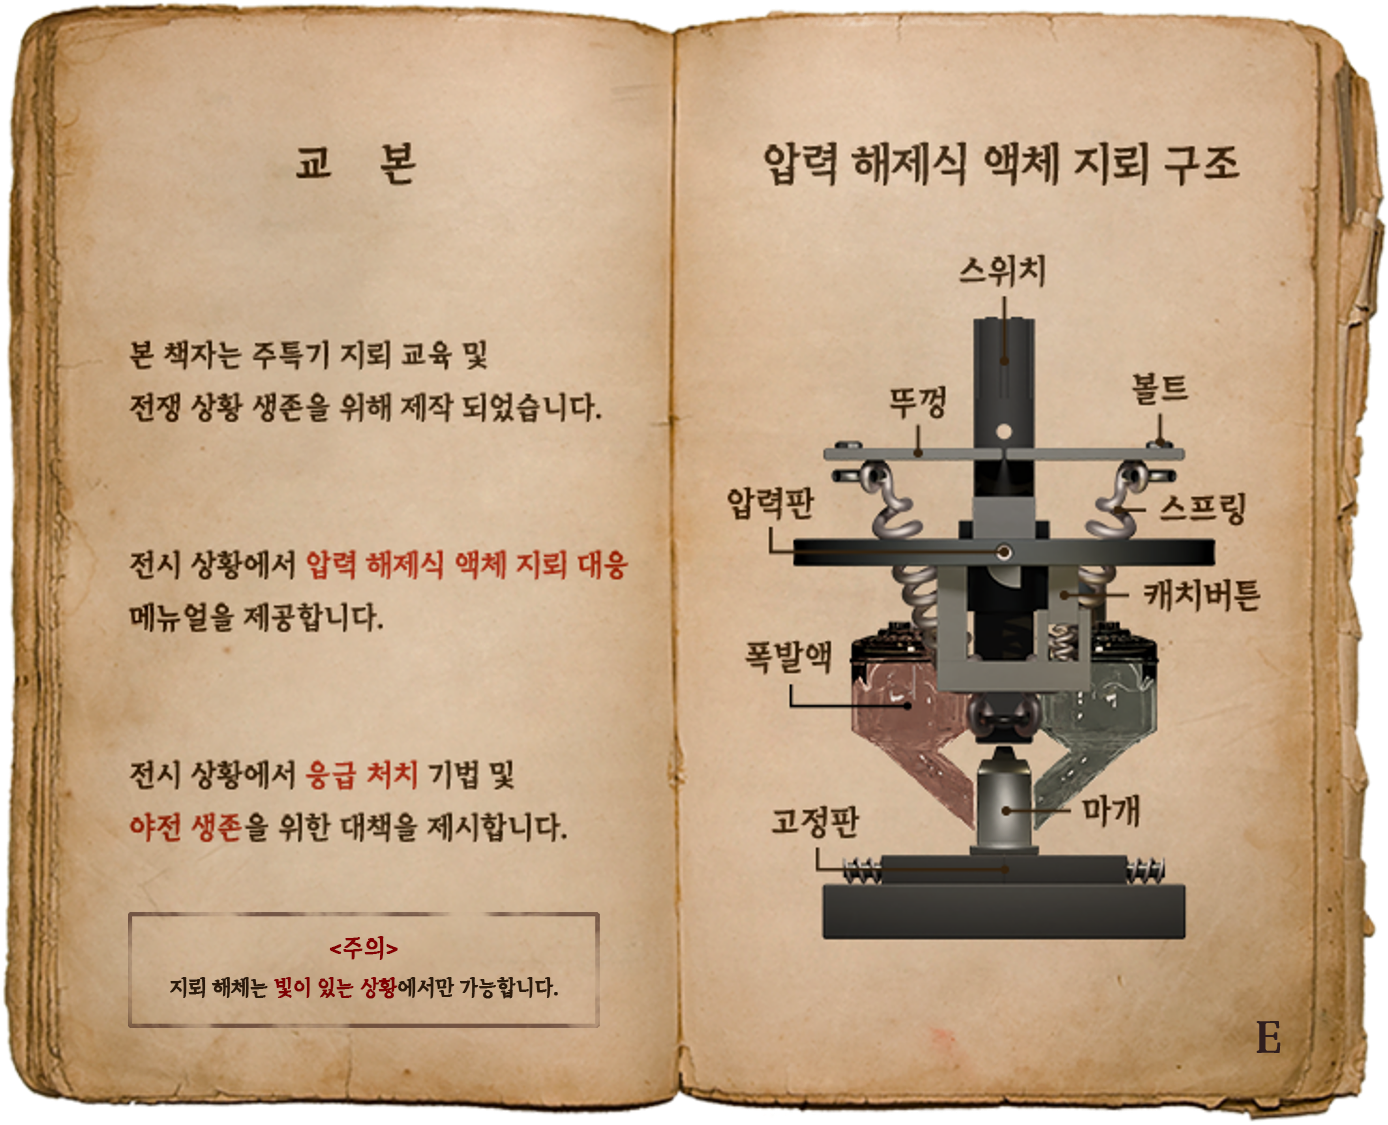 교 본
본 책자는 주특기 지뢰 교육 및
전쟁 상황 생존을 위해 제작 되었습니다.
전시 상황에서 압력 해제식 액체 지뢰 대응
메뉴얼을 제공합니다.
전시 상황에서 응급 처치 기법 및
야전 생존을 위한 대책을 제시합니다.
<주의>
지뢰 해체는 빛이 있는 상황에서만 가능합니다.
압력 해제식 액체 지뢰 구조
스위치
볼트
뚜껑
압력판
스프링
캐치버튼
폭발액
마개
고정판
E